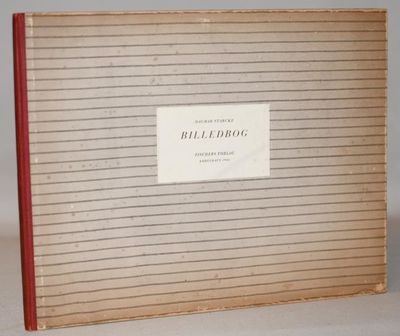 DAGMAR STARCKE
BILLEDBOG
FISCHERS FORLAG